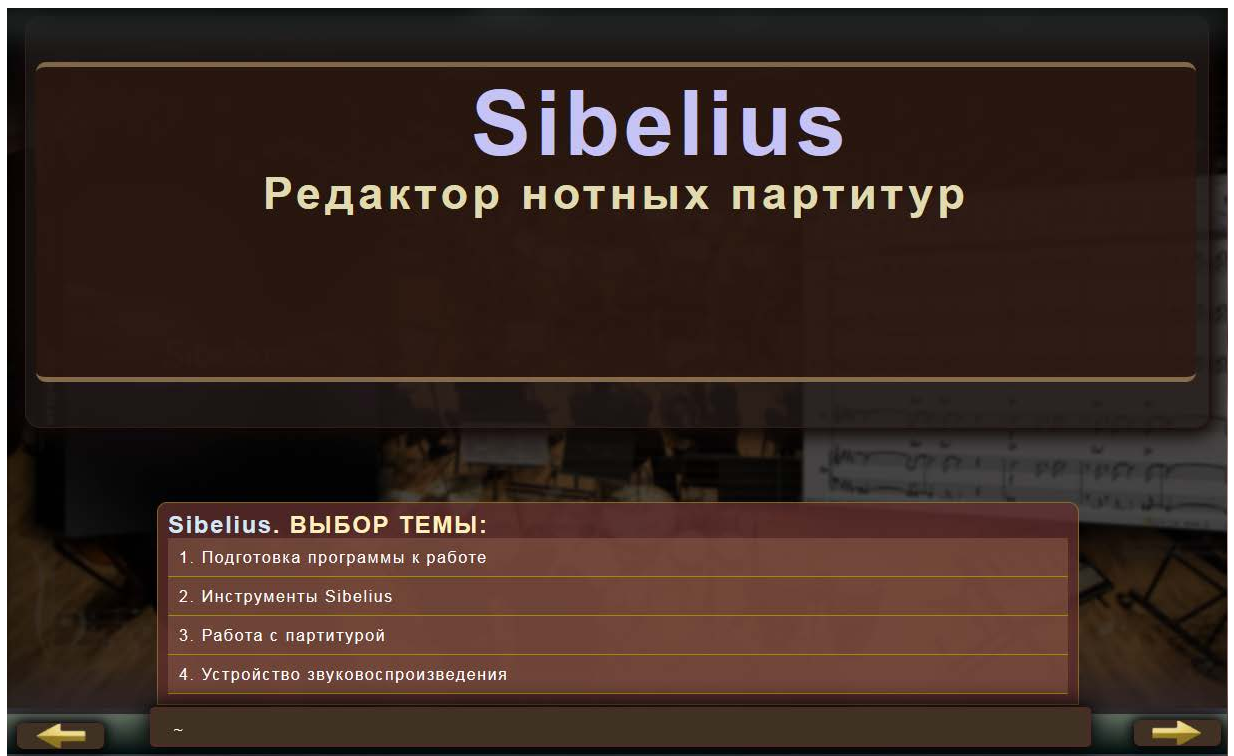 Sibelius
Редактор нотных партитур
Sibelius. ВЫБОР ТЕМЫ:
1. Подготовка программы к работе
2. Инструменты Sibelius
3. Работа с партитурой
4. Устройство звуковоспроизведения
~